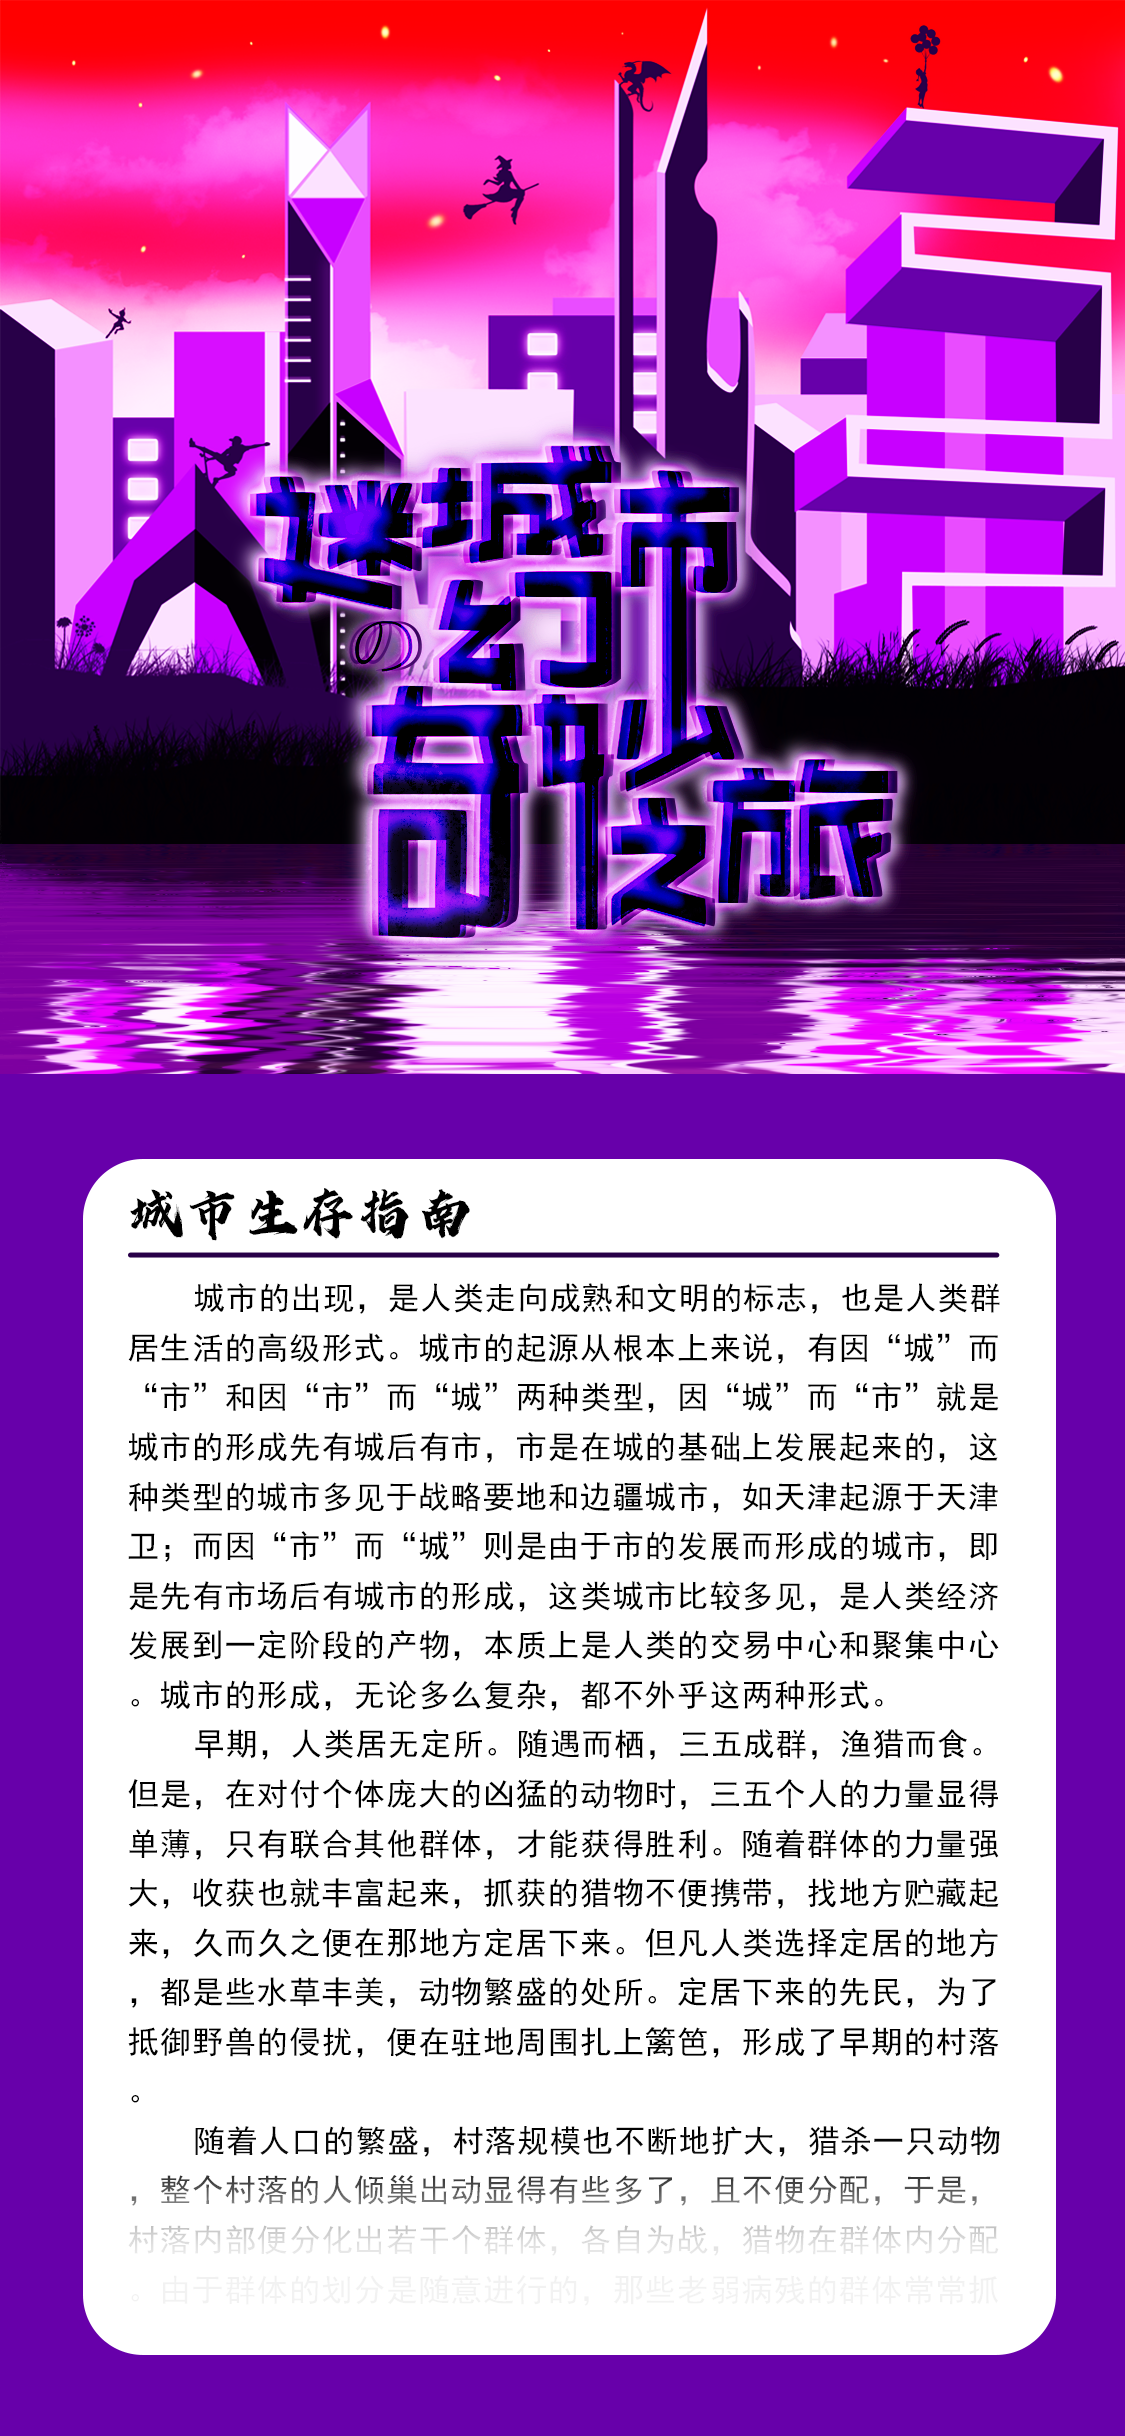 迷城市
の幻
奇妙之旅
城市生存指南
城市的出现，是人类走向成熟和文明的标志，也是人类群
居生活的高级形式。城市的起源从根本上来说，有因“城”而
“市”和因“市”而“城”两种类型，因“城”而“市”就是
城市的形成先有城后有市，市是在城的基础上发展起来的，这
种类型的城市多见于战略要地和边疆城市，如天津起源于天津
卫；而因“市”而“城”则是由于市的发展而形成的城市，即
是先有市场后有城市的形成，这类城市比较多见，是人类经济
发展到一定阶段的产物，本质上是人类的交易中心和聚集中心
。城市的形成，无论多么复杂，都不外乎这两种形式。
早期，人类居无定所。随遇而栖，三五成群，渔猎而食。
但是，在对付个体庞大的凶猛的动物时，三五个人的力量显得
单薄，只有联合其他群体，才能获得胜利。随着群体的力量强
大，收获也就丰富起来，抓获的猎物不便携带，找地方贮藏起
来，久而久之便在那地方定居下来。但凡人类选择定居的地方
，都是些水草丰美，动物繁盛的处所。定居下来的先民，为了
抵御野兽的侵扰，便在驻地周围扎上篱笆，形成了早期的村落
。
随着人口的繁盛，村落规模也不断地扩大，猎杀一只动物
，整个村落的人倾巢出动显得有些多了，且不便分配，于是，
村落内部便分化出若干个群体，各自为战，猎物在群体内分配
。由于群体的划分是随意进行的，那些老弱病残的群体常常抓